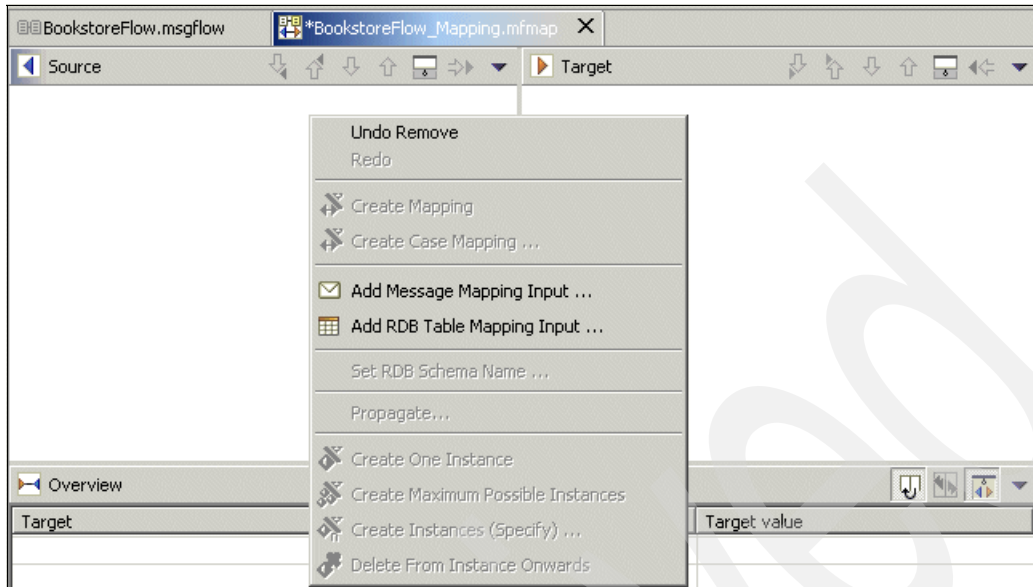 BookstoreFlow.msgflow
*BookstoreFlow_Mapping.mfmap
Source
Target
Undo Remove
Redo
Create Mapping
Create Case Mapping ...
Add Message Mapping Input ...
Add RDB Table Mapping Input ...
Set RDB Schema Name ...
Propagate...
Create One Instance
Create Maximum Possible Instances
Create Instances (Specify) ...
Delete From Instance Onwards
Overview
Target
Target value